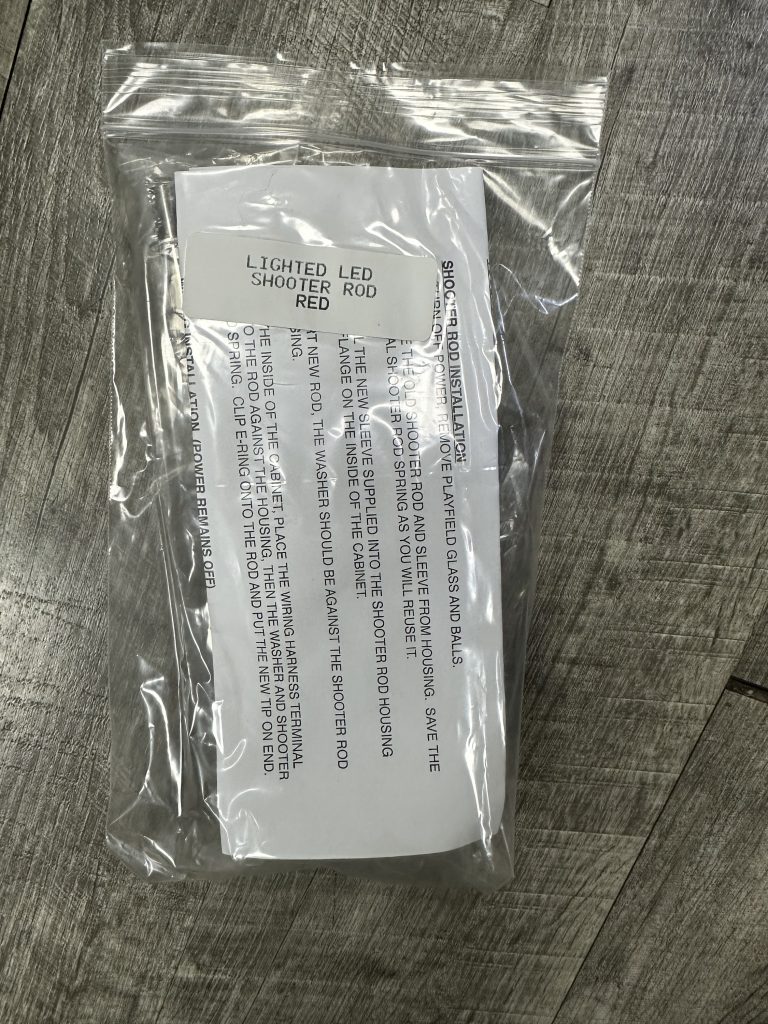 LIGHTED LED
SHOOTER ROD
RED
SHOOTER ROD INSTALLATION
TURN OFF POWER, REMOVE PLAYFIELD GLASS AND BALLS.
THE OLD SHOOTER ROD AND SLEEVE FROM HOUSING. SAVE THE
SHOOTER ROD SPRING AS YOU WILL REUSE IT.
THE NEW SLEEVE SUPPLIED INTO THE SHOOTER ROD HOUSING
FLANGE ON THE INSIDE OF THE CABINET.
NEW ROD, THE WASHER SHOULD BE AGAINST THE SHOOTER ROD
THE INSIDE OF THE CABINET, PLACE THE WIRING HARNESS TERMINAL
THE ROD AGAINST THE HOUSING, THEN THE WASHER AND SHOOTER
SPRING. CLIP E-RING ONTO THE ROD AND PUT THE NEW TIP ON END.
INSTALLATION (POWER REMAINS OFF)